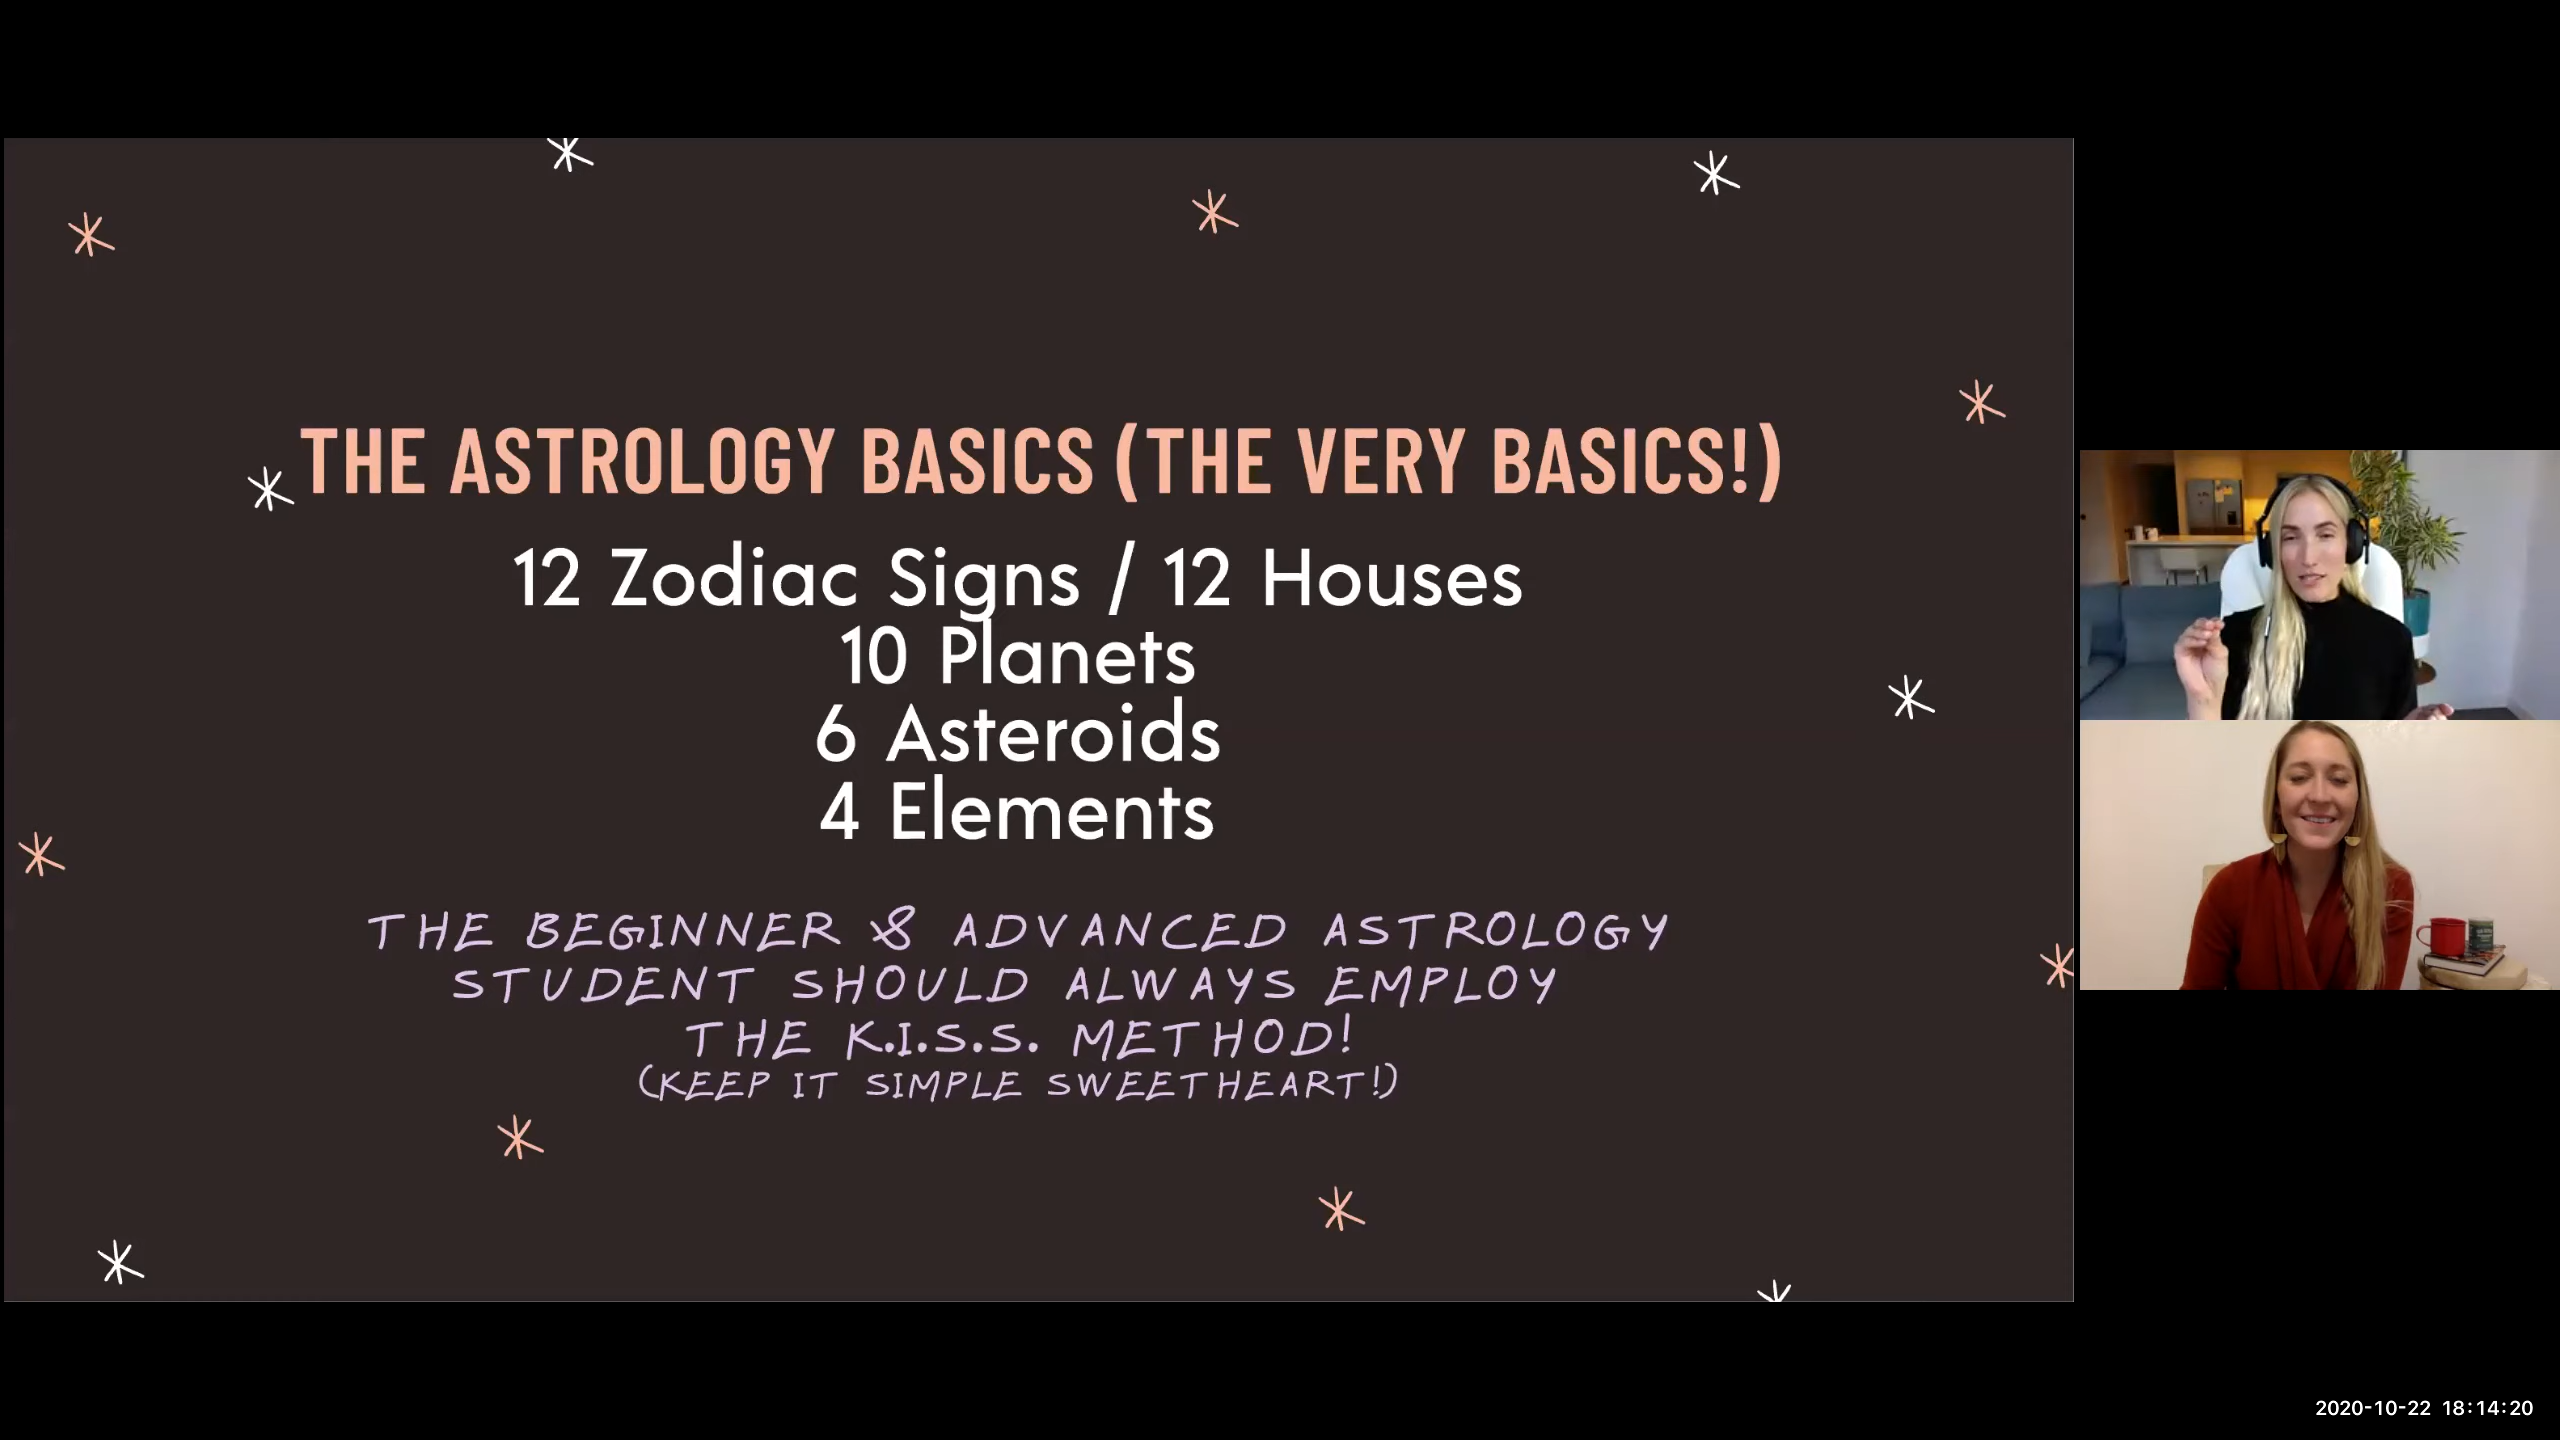 THE ASTROLOGY BASICS (THE VERY BASICS!)
12 Zodiac Signs / 12 Houses
10 Planets
6 Asteroids
4 Elements
THE BEGINNER & ADVANCED ASTROLOGY
STUDENT SHOULD ALWAYS EMPLOY
THE K.I.S.S. METHOD!
(KEEP IT SIMPLE SWEETHEART!)
2020-10-22 18:14:20